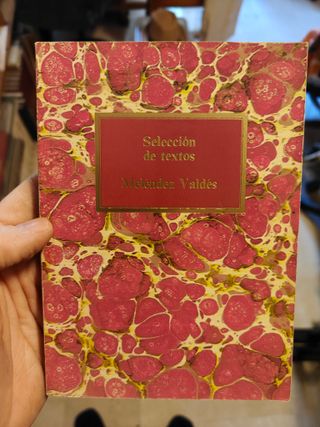 Selección
de textos
Meléndez Valdés